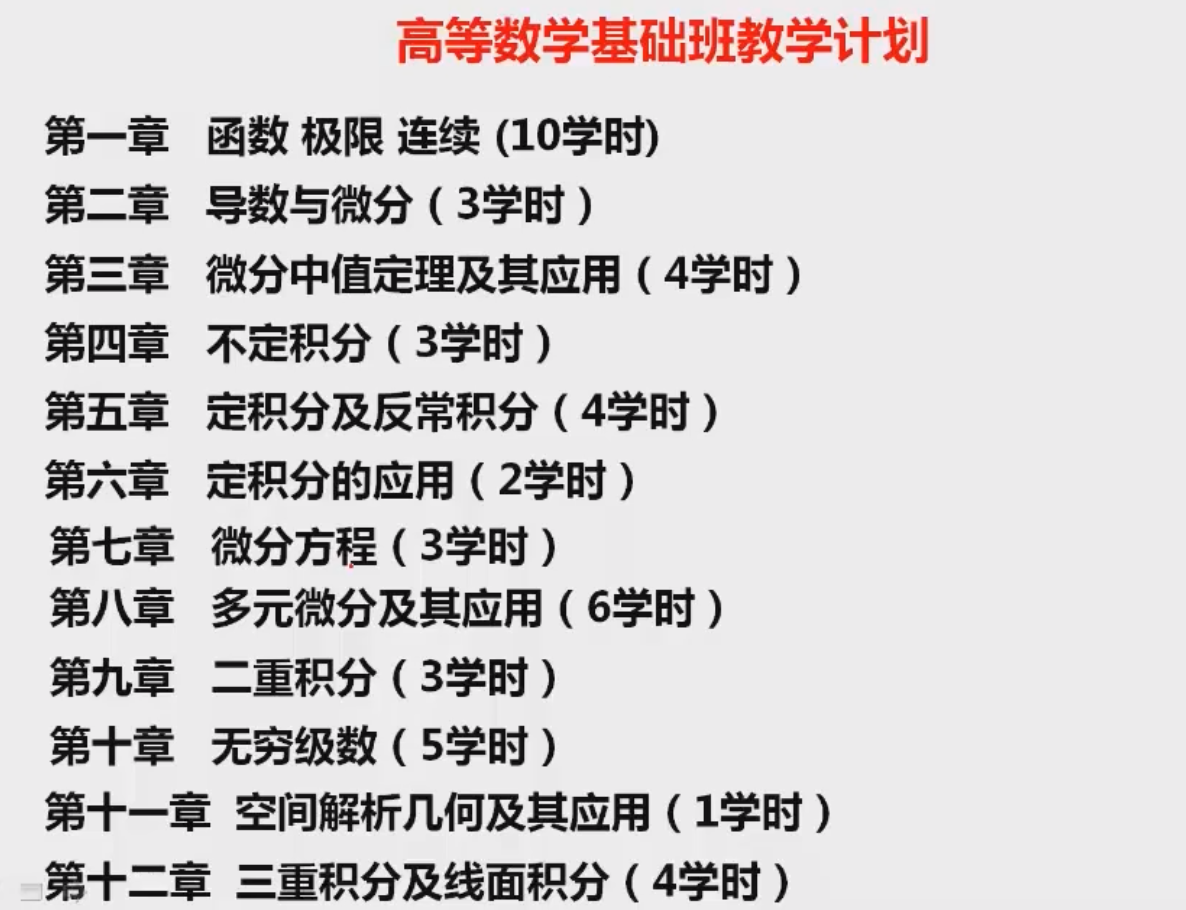 高等数学基础班教学计划
第一章 函数 极限 连续 (10学时)
第二章 导数与微分（3学时）
第三章 微分中值定理及其应用（4学时）
第四章 不定积分（3学时）
第五章 定积分及反常积分（4学时）
第六章 定积分的应用（2学时）
第七章 微分方程（3学时）
第八章 多元微分及其应用（6学时）
第九章 二重积分（3学时）
第十章 无穷级数（5学时）
第十一章 空间解析几何及其应用（1学时）
第十二章 三重积分及线面积分（4学时）